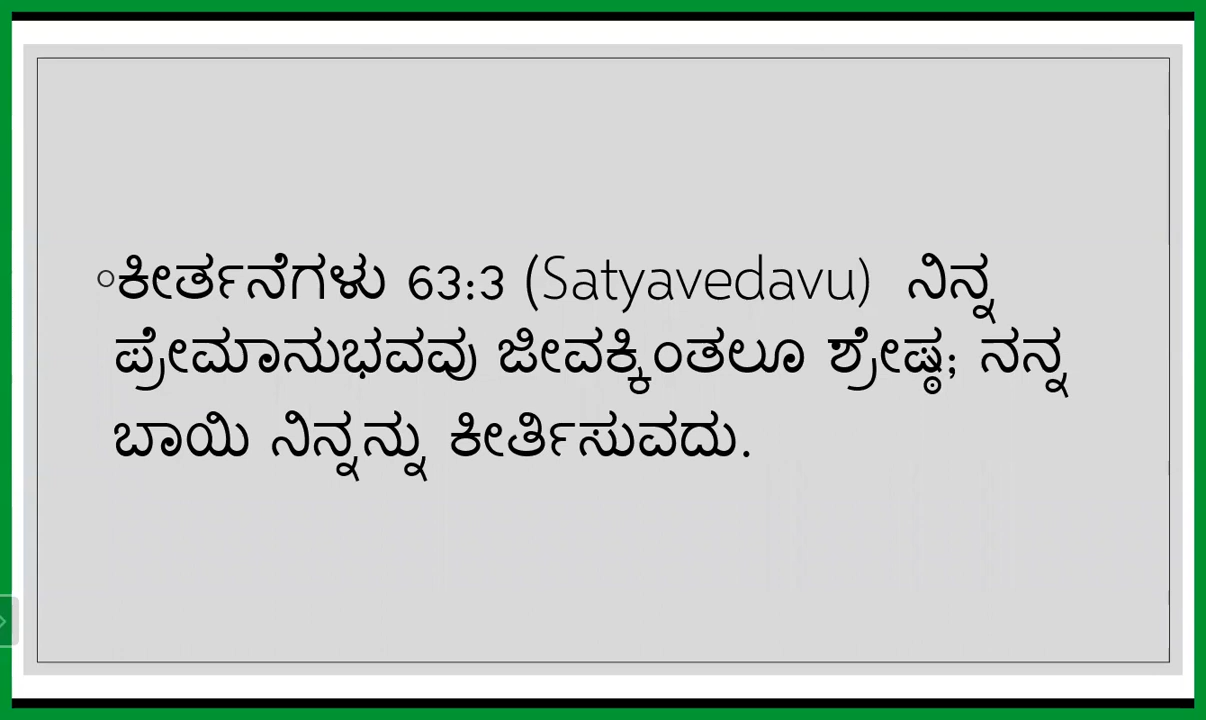 ◦ಕೀರ್ತನೆಗಳು 63:3 (Satyavedavu) ನಿನ್ನ
ಪ್ರೇಮಾನುಭವವು ಜೀವಕ್ಕಿಂತಲೂ ಶ್ರೇಷ್ಠ; ನನ್ನ
ಬಾಯಿ ನಿನ್ನನ್ನು ಕೀರ್ತಿಸುವದು.